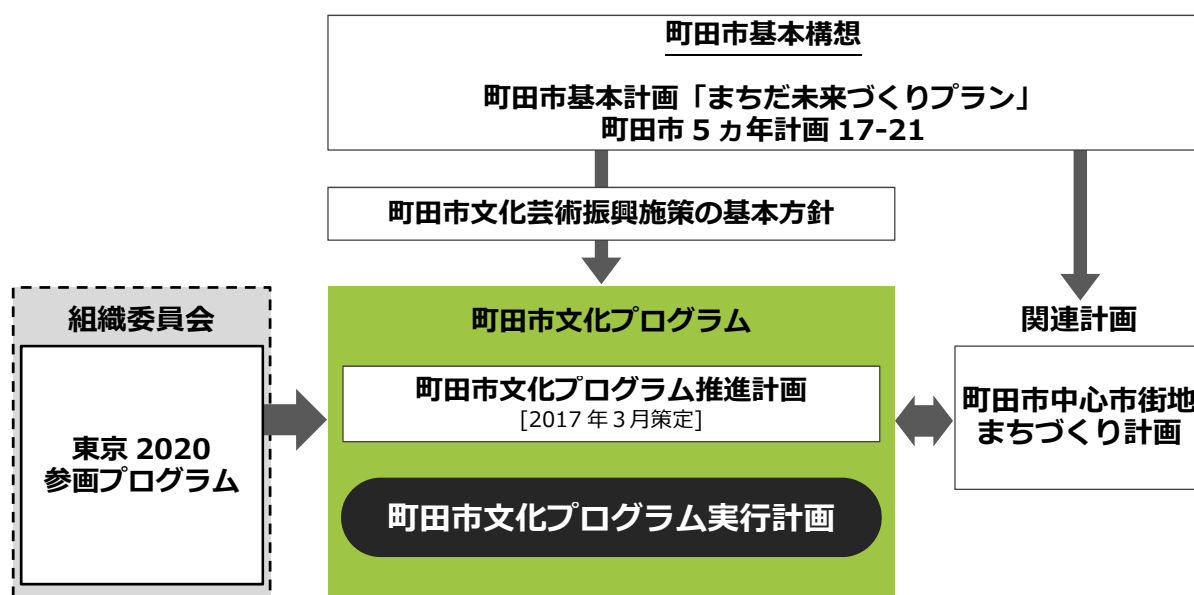 町田市基本構想
町田市基本計画「まちだ未来づくりプラン」
町田市 5 ヵ年計画 17-21
町田市文化芸術振興施策の基本方針
組織委員会
東京 2020
参画プログラム
町田市文化プログラム
町田市文化プログラム推進計画
[2017 年 3 月策定]
町田市文化プログラム実行計画
関連計画
町田市中心市街地
まちづくり計画